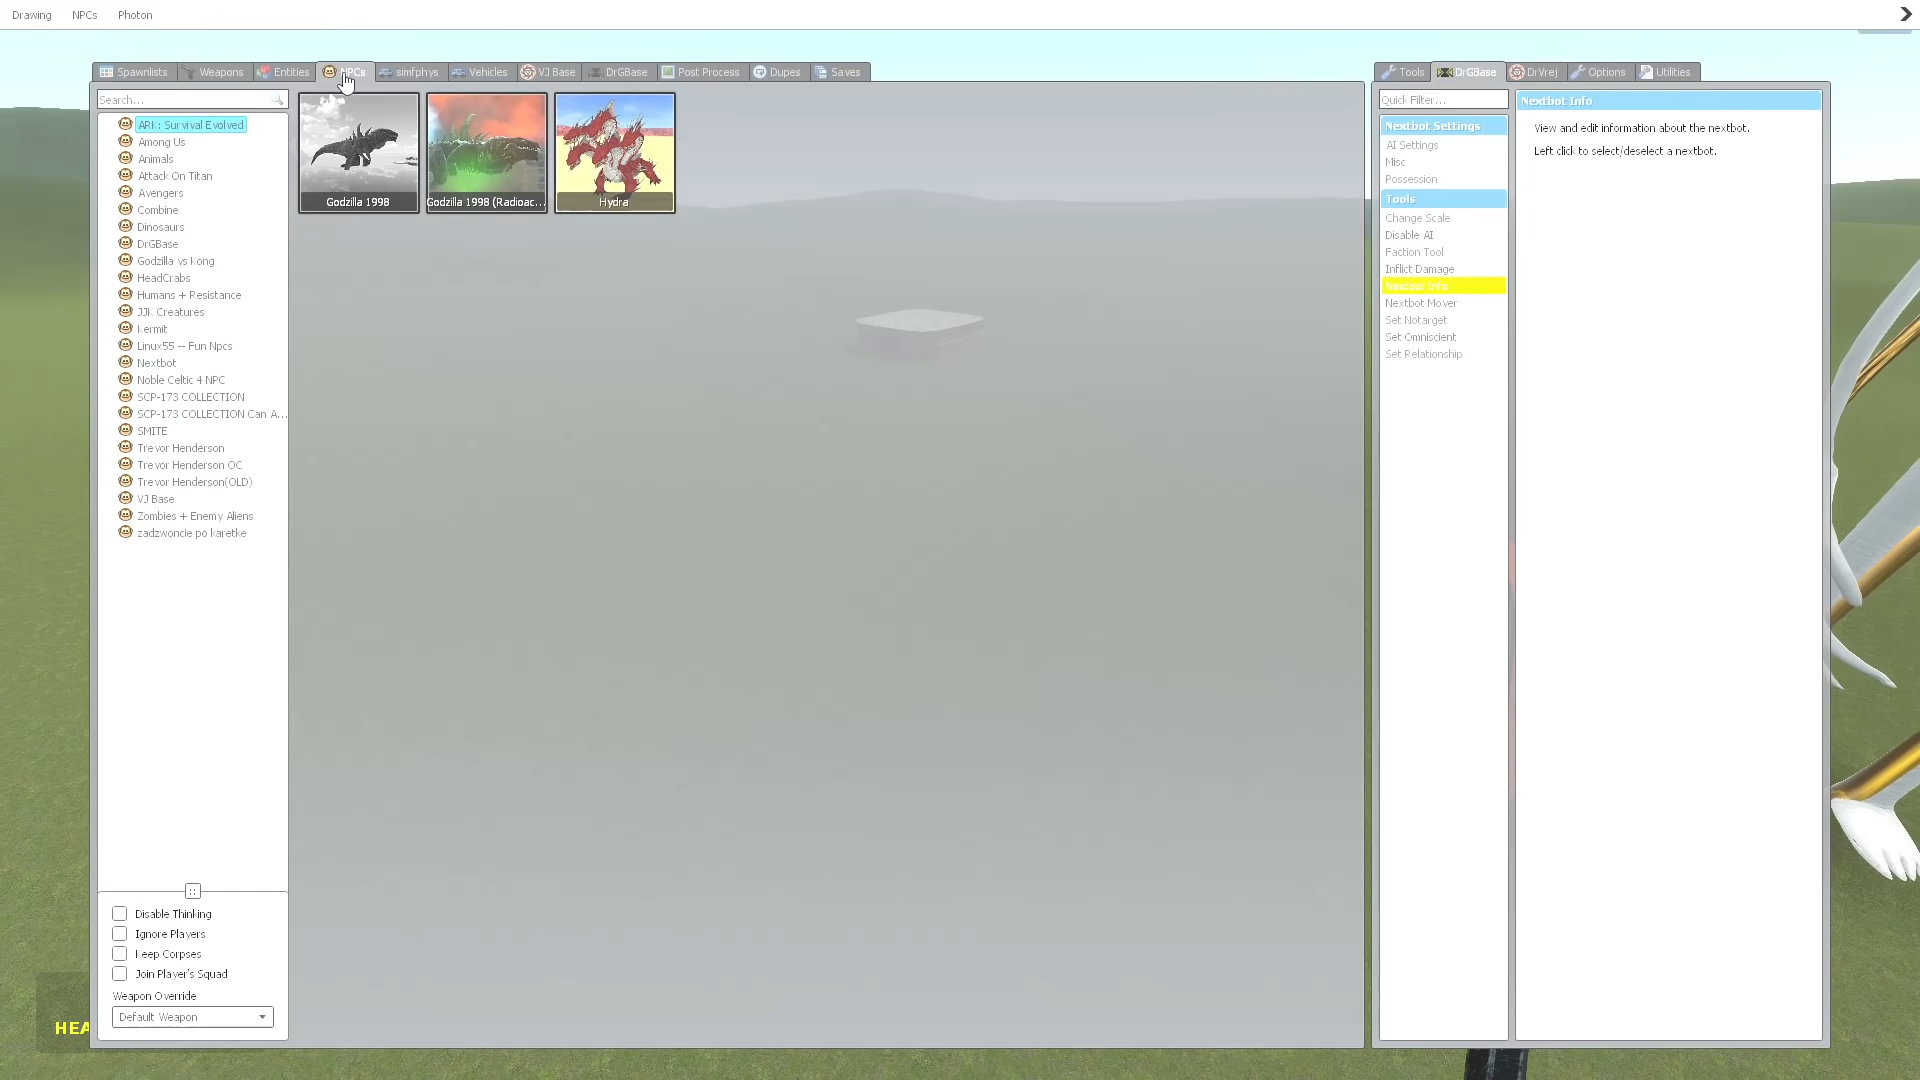 Drawing NPCs Photon
Spawnlists Weapons Entities NPCs simfphys Vehicles VJ Base DrGBase Post Process Dupes Saves
Search...
ARK: Survival Evolved
Among Us
Animals
Attack On Titan
Avengers
Combine
Dinosaurs
DrGBase
Godzilla vs Kong
HeadCrabs
Humans + Resistance
JJK Creatures
Kermit
Linux55 -- Fun Npcs
Nextbot
Noble Celtic 4 NPC
SCP-173 COLLECTION
SCP-173 COLLECTION Can A...
SMITE
Trevor Henderson
Trevor Henderson OC
Trevor Henderson(OLD)
VJ Base
Zombies + Enemy Aliens
zadzwoncie po karetke
Disable Thinking
Ignore Players
Keep Corpses
Join Player's Squad
Weapon Override
Default Weapon
HEA
Godzilla 1998
Godzilla 1998 (Radioac...
Hydra
Tools DrGBase DrVrej Options Utilities
Quick Filter...
Nextbot Settings
AI Settings
Misc
Possession
Tools
Change Scale
Disable AI
Faction Tool
Inflict Damage
Nextbot Info
Nextbot Mover
Set Notarget
Set Omniscient
Set Relationship
Nextbot Info
View and edit information about the nextbot.
Left click to select/deselect a nextbot.